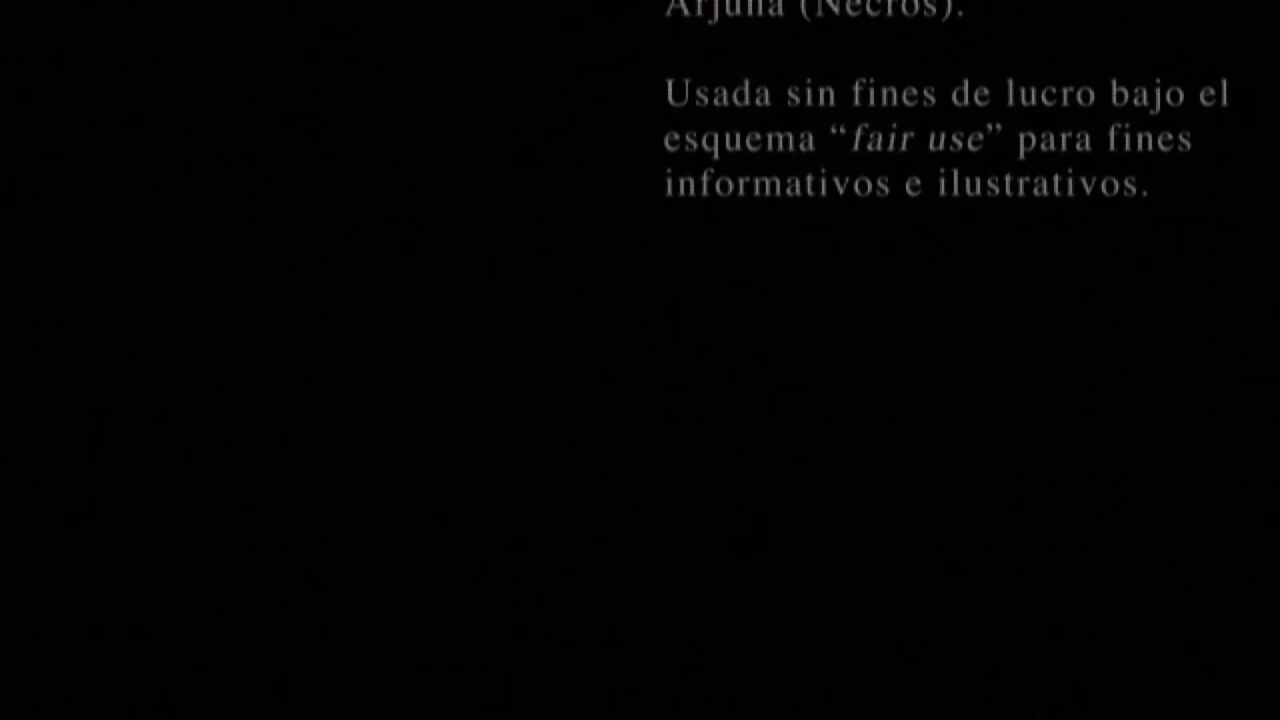 Arjuna (Necros).
Usada sin fines de lucro bajo el
esquema “fair use” para fines
informativos e ilustrativos.